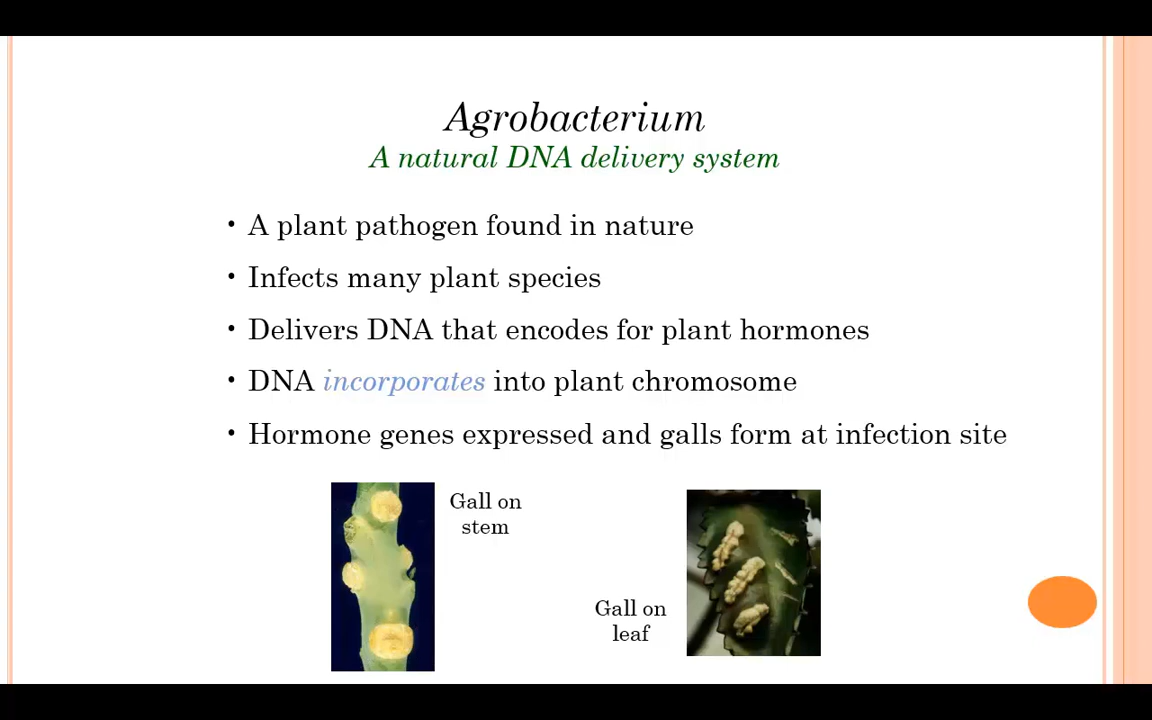 Agrobacterium
A natural DNA delivery system
• A plant pathogen found in nature
• Infects many plant species
• Delivers DNA that encodes for plant hormones
• DNA incorporates into plant chromosome
• Hormone genes expressed and galls form at infection site
Gall on
stem
Gall on
leaf